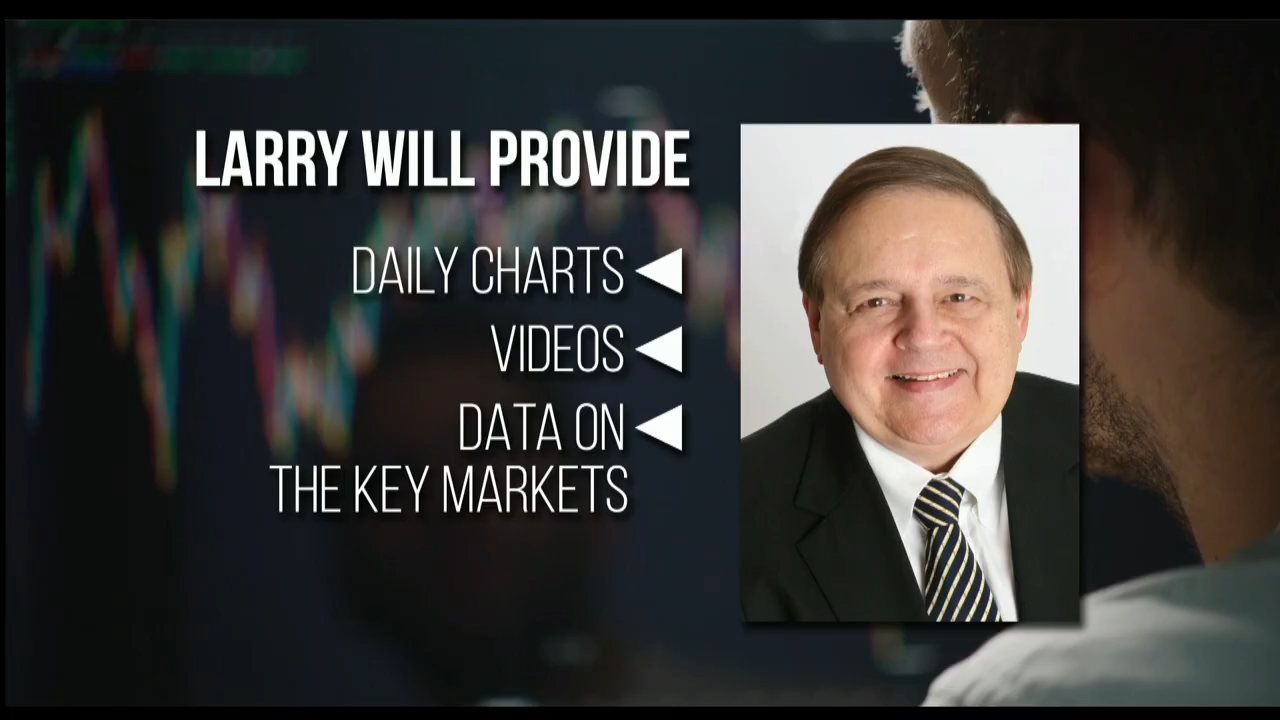 LARRY WILL PROVIDE
DAILY CHARTS
VIDEOS
DATA ON
THE KEY MARKETS